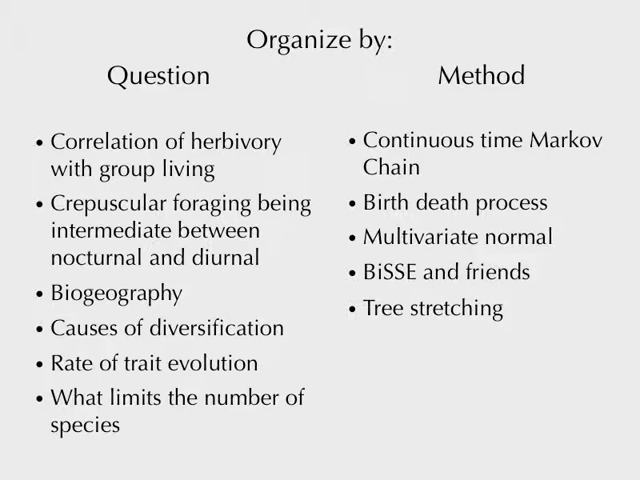 Organize by:
Question
• Correlation of herbivory
with group living
• Crepuscular foraging being
intermediate between
nocturnal and diurnal
• Biogeography
• Causes of diversification
• Rate of trait evolution
• What limits the number of
species
Method
• Continuous time Markov
Chain
• Birth death process
• Multivariate normal
• BiSSE and friends
• Tree stretching